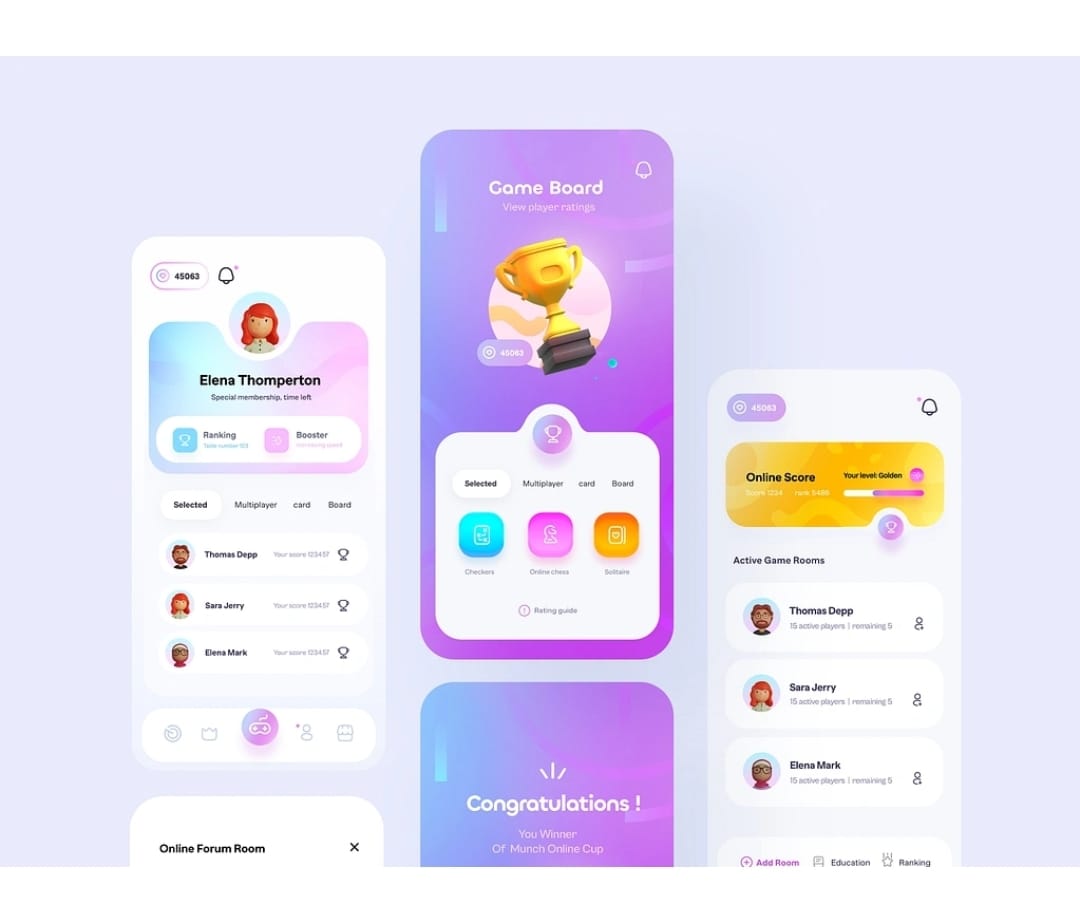 45063
Elena Thomperton
Special membership, time left
Ranking
Table number 103
Booster
Increasing speed
Selected Multiplayer card Board
Thomas Depp Your score 123457
Sara Jerry Your score 123457
Elena Mark Your score 123457
Online Forum Room
Game Board
View player ratings
45063
Selected Multiplayer card Board
Checkers Online chess Solitaire
Rating guide
Congratulations !
You Winner
Of Munch Online Cup
45063
Online Score
Score 1234 rank 5486
Your level: Golden
Active Game Rooms
Thomas Depp
15 active players | remaining 5
Sara Jerry
15 active players | remaining 5
Elena Mark
15 active players | remaining 5
Add Room Education Ranking